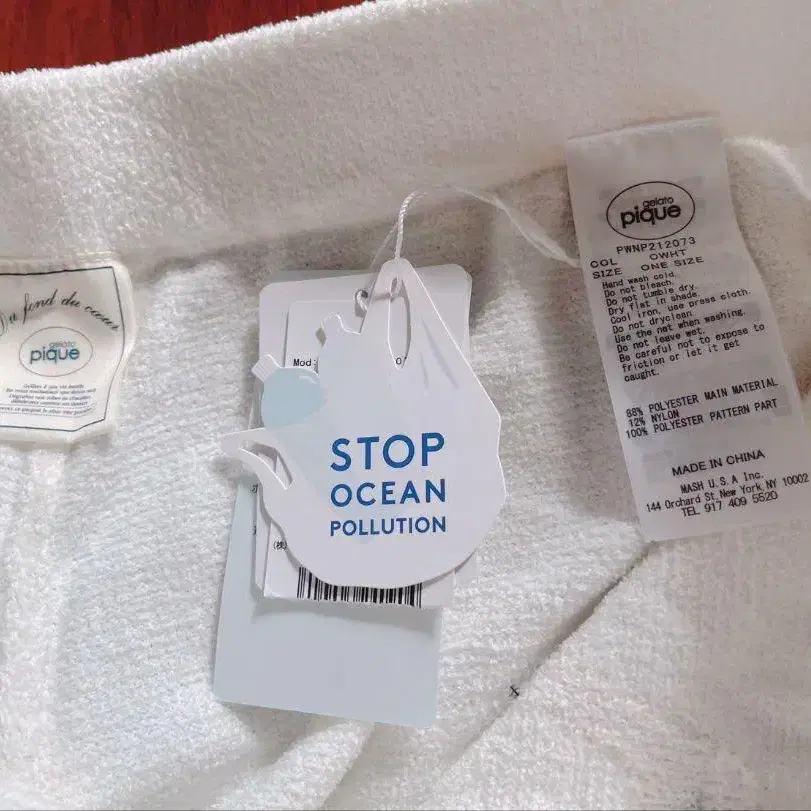 Au fond du cœur
gelato
pique
Mod:
STOP
OCEAN
POLLUTION
(株)
gelato
pique
PWNP212073
COL OWHT
SIZE ONE SIZE
Hand wash cold.
Do not bleach.
Do not tumble dry.
Dry flat in shade.
Cool iron, use press cloth.
Do not dryclean.
Use the net when washing.
Do not leave wet.
Be careful not to expose to
friction or let it get
caught.
88% POLYESTER MAIN MATERIAL
12% NYLON
100% POLYESTER PATTERN PART
MADE IN CHINA
MASH U.S.A Inc.
144 Orchard St, New York, NY 10002
TEL 917 409 5520